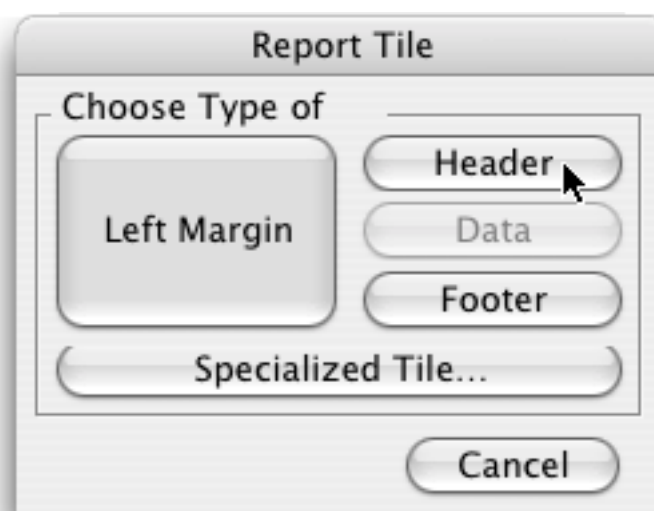 Report Tile
Choose Type of
Left Margin
Header
Data
Footer
Specialized Tile...
Cancel